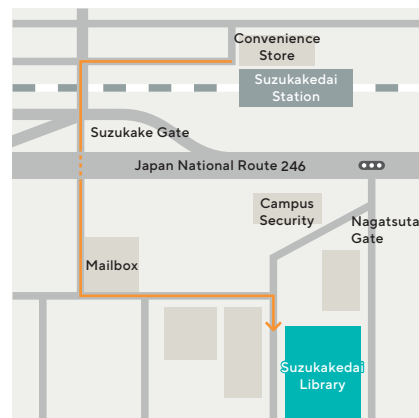 Convenience
Store
Suzukakedai
Station
Suzukake Gate
Japan National Route 246
Campus
Security
Nagatsuta
Gate
Mailbox
Suzukakedai
Library